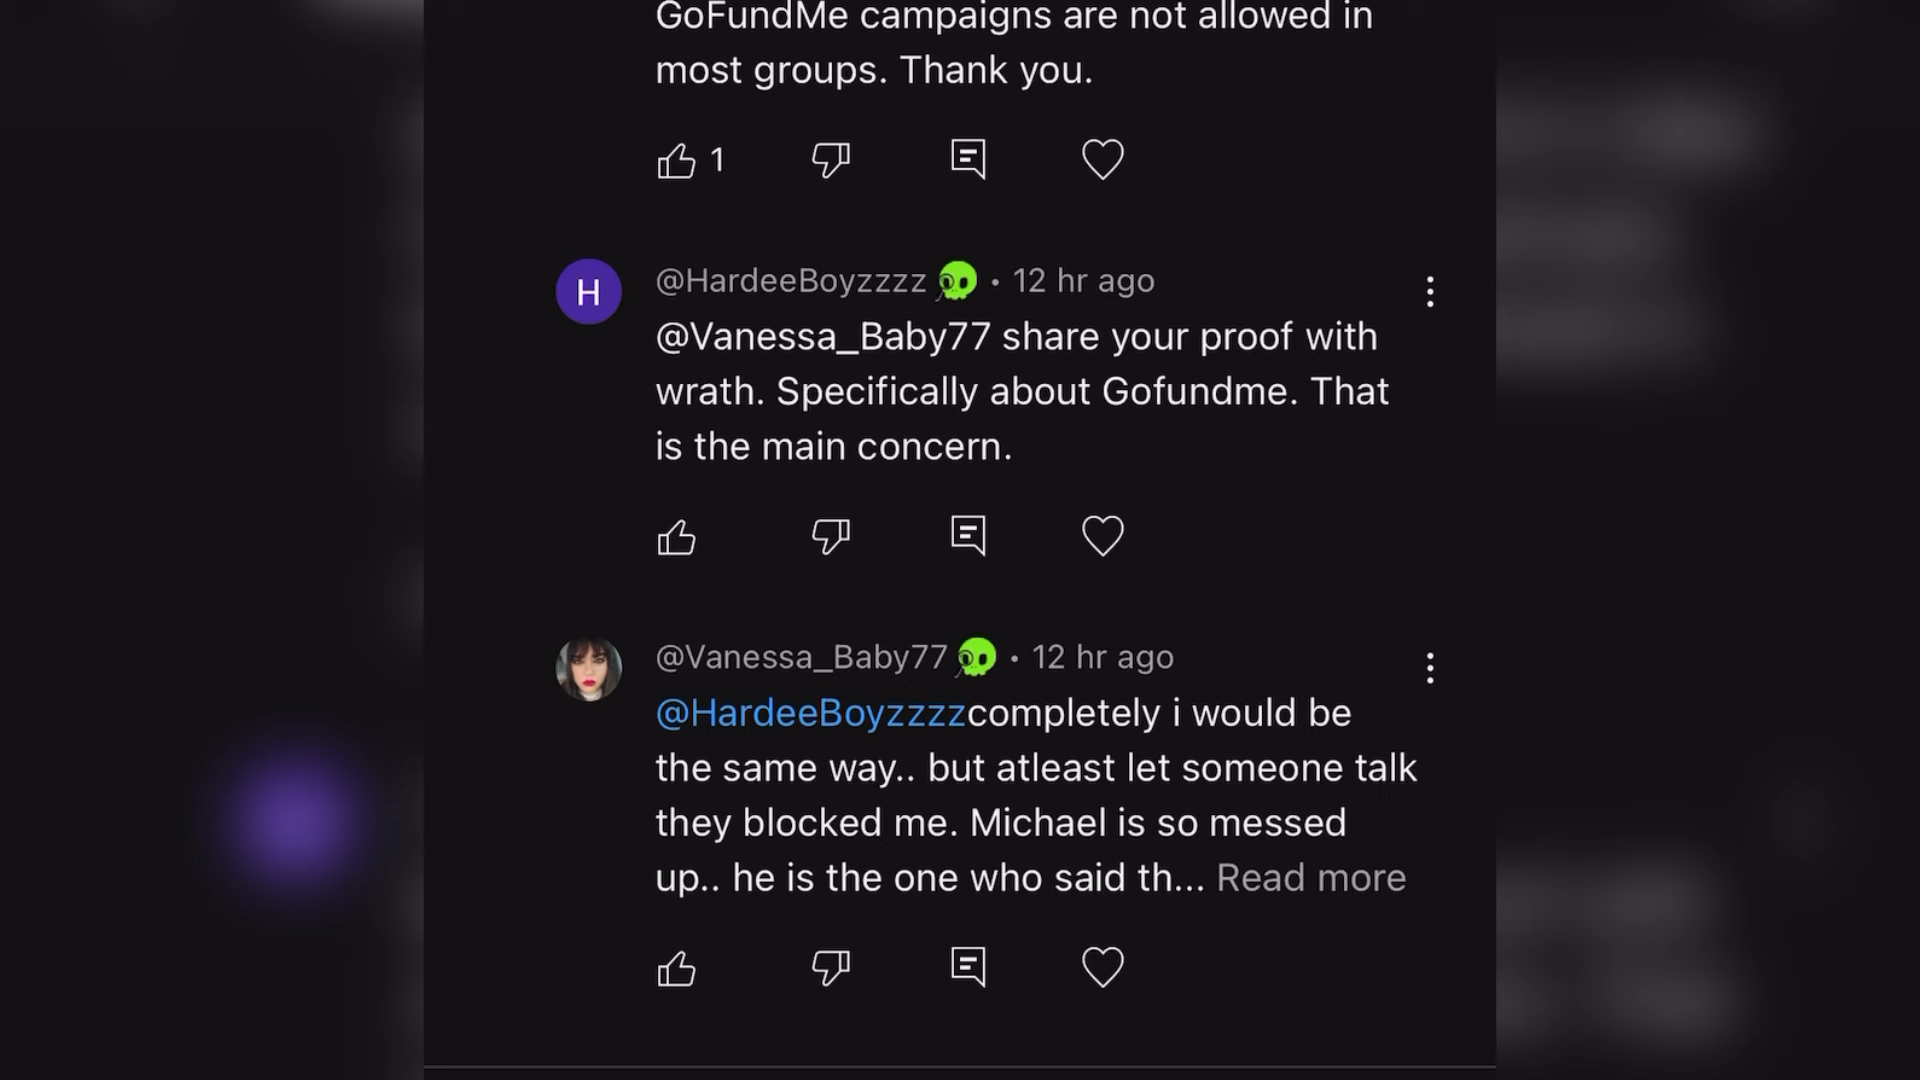 GoFundMe campaigns are not allowed in
most groups. Thank you.
1
H
@HardeeBoyzzzz • 12 hr ago
@Vanessa_Baby77 share your proof with
wrath. Specifically about Gofundme. That
is the main concern.
@Vanessa_Baby77 • 12 hr ago
@HardeeBoyzzzzcompletely i would be
the same way.. but atleast let someone talk
they blocked me. Michael is so messed
up.. he is the one who said th... Read more